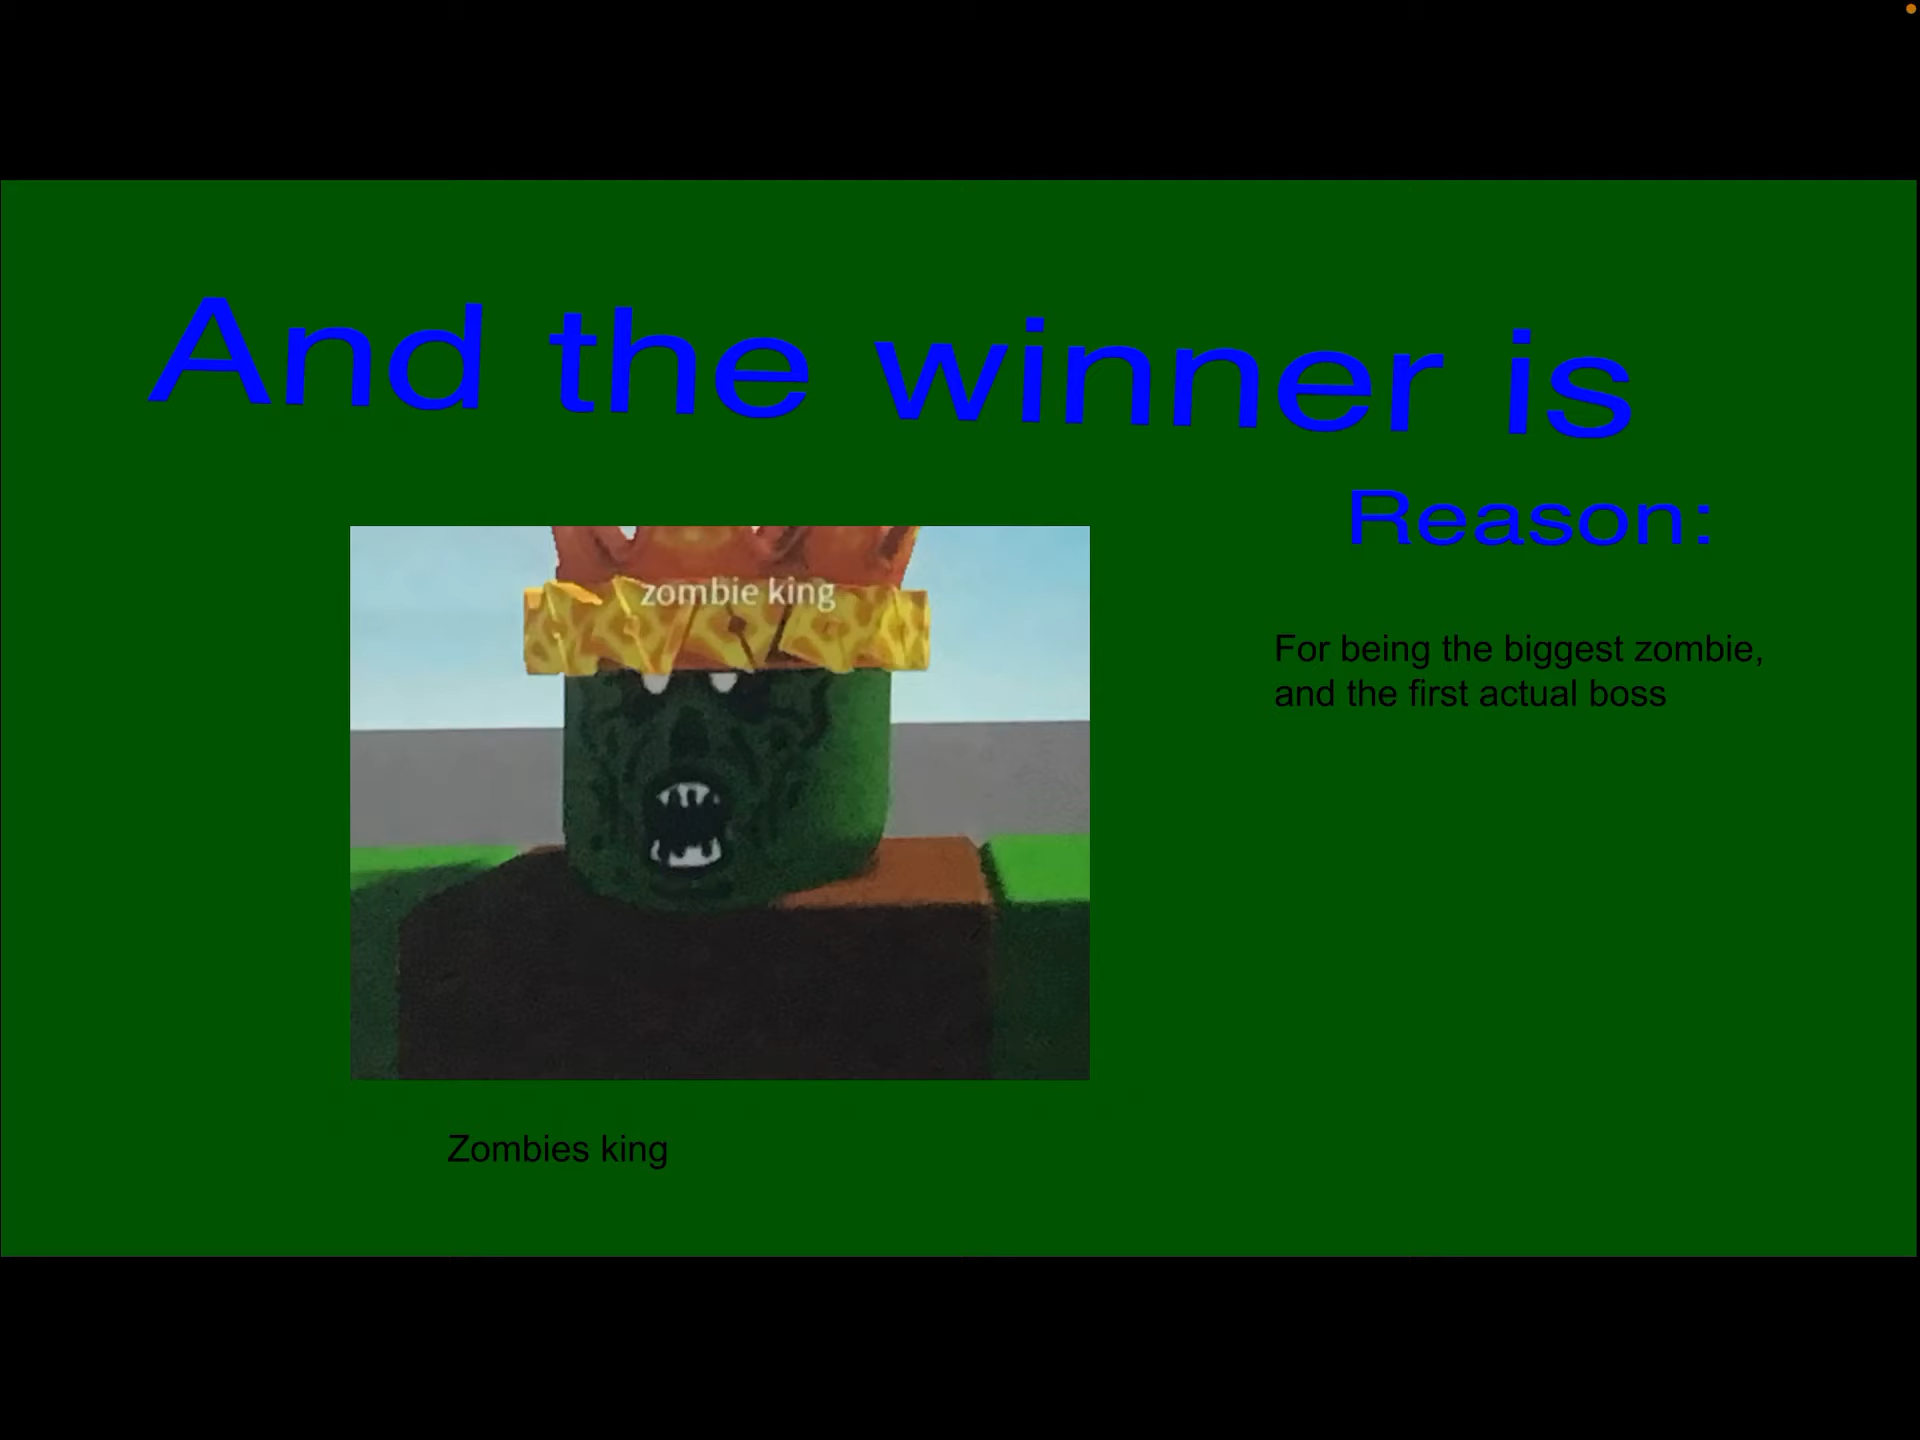 And the winner is
Reason:
zombie king
For being the biggest zombie,
and the first actual boss
Zombies king